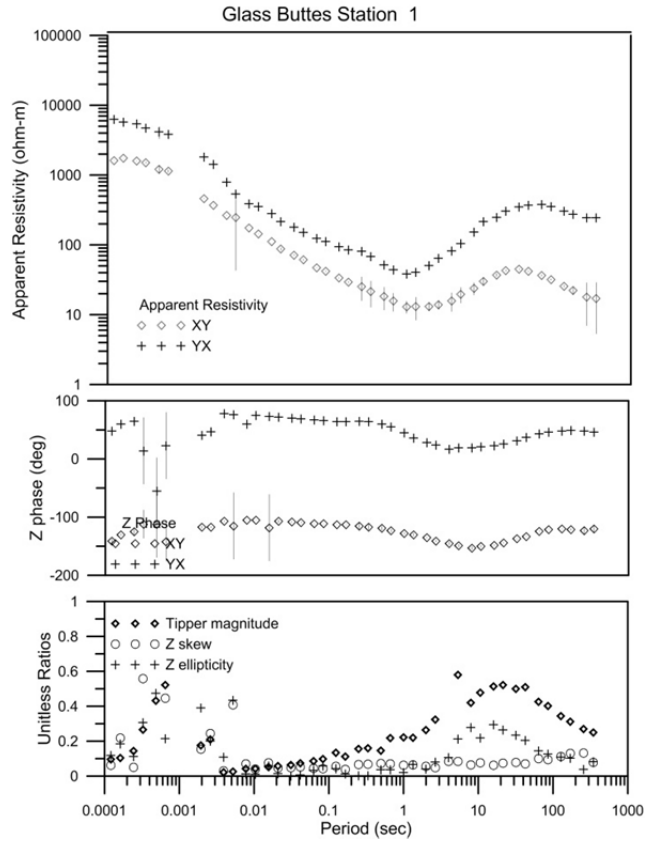 Glass Buttes Station 1
100000
10000
1000
100
10
1
Apparent Resistivity (ohm-m)
Apparent Resistivity
XY
YX
100
0
-100
-200
Z phase (deg)
Z Phase
XY
YX
1
0.8
0.6
0.4
0.2
0
Unitless Ratios
Tipper magnitude
Z skew
Z ellipticity
0.0001 0.001 0.01 0.1 1 10 100 1000
Period (sec)